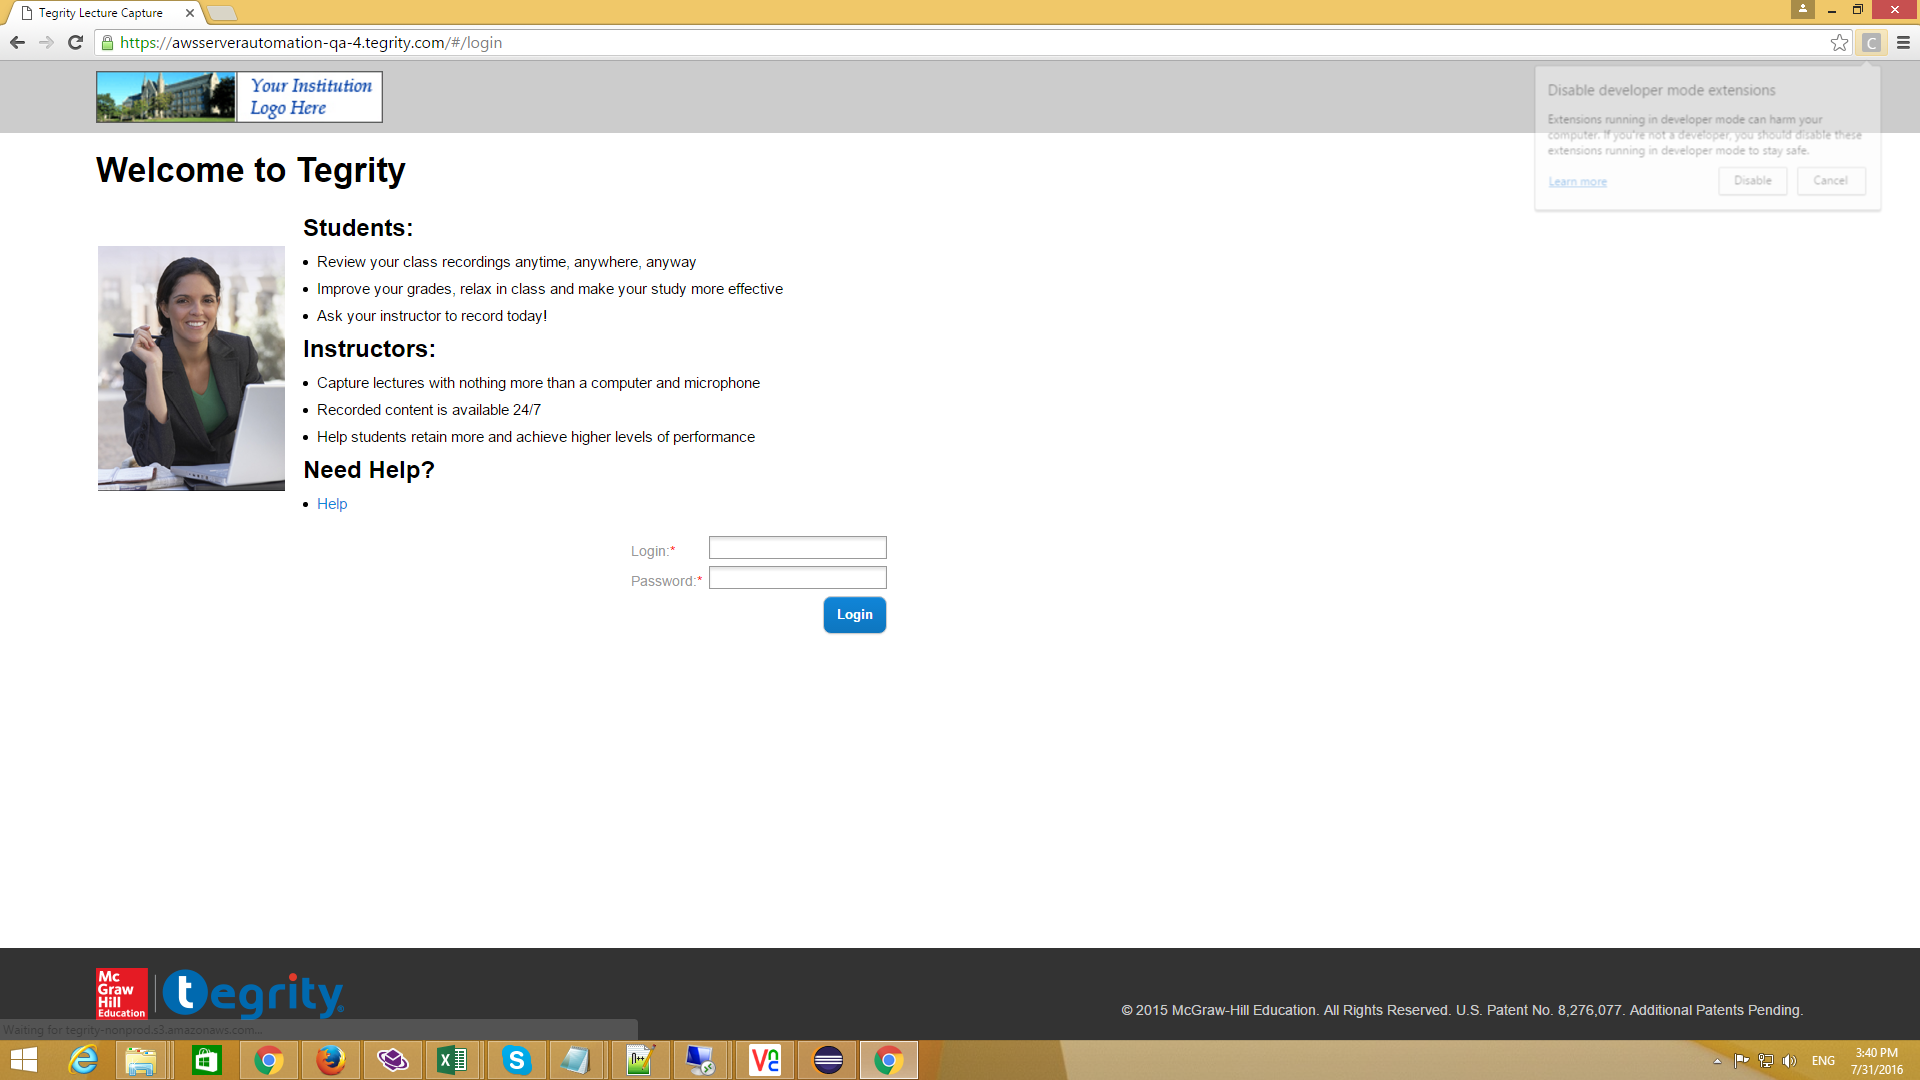 Tegrity Lecture Capture
https://awsserverautomation-qa-4.tegrity.com/#/login
C
Your Institution
Logo Here
Disable developer mode extensions
Extensions running in developer mode can harm your
computer. If you're not a developer, you should disable these
extensions running in developer mode to stay safe.
Learn more
Disable
Cancel
Welcome to Tegrity
Students:
Review your class recordings anytime, anywhere, anyway
Improve your grades, relax in class and make your study more effective
Ask your instructor to record today!
Instructors:
Capture lectures with nothing more than a computer and microphone
Recorded content is available 24/7
Help students retain more and achieve higher levels of performance
Need Help?
Help
Login:*
Password:*
Login
Mc
Graw
Hill
Education
tegrity
© 2015 McGraw-Hill Education. All Rights Reserved. U.S. Patent No. 8,276,077. Additional Patents Pending.
Waiting for tegrity-nonprod.s3.amazonaws.com...
ENG
3:40 PM
7/31/2016